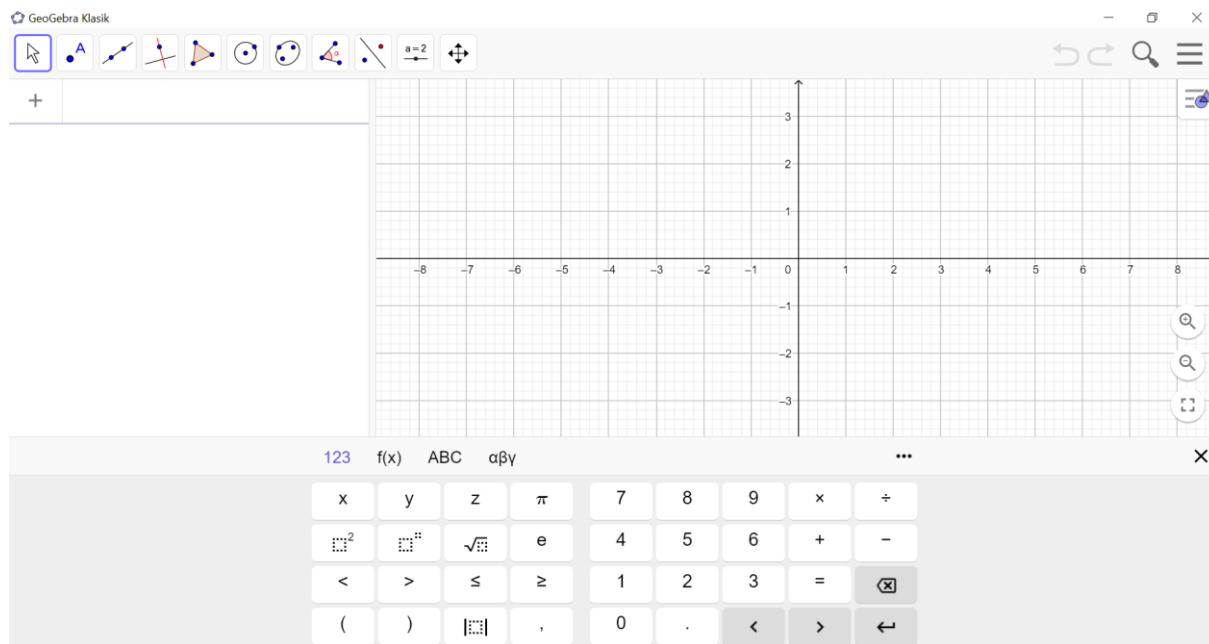 GeoGebra Klasik
A
α
a = 2
+
3
2
1
–8 –7 –6 –5 –4 –3 –2 –1 0 1 2 3 4 5 6 7 8
–1
–2
–3
123 f(x) ABC αβγ •••
x y z π 7 8 9 × ÷
2 √ e 4 5 6 + −
< > ≤ ≥ 1 2 3 =
( ) | | , 0 . < >